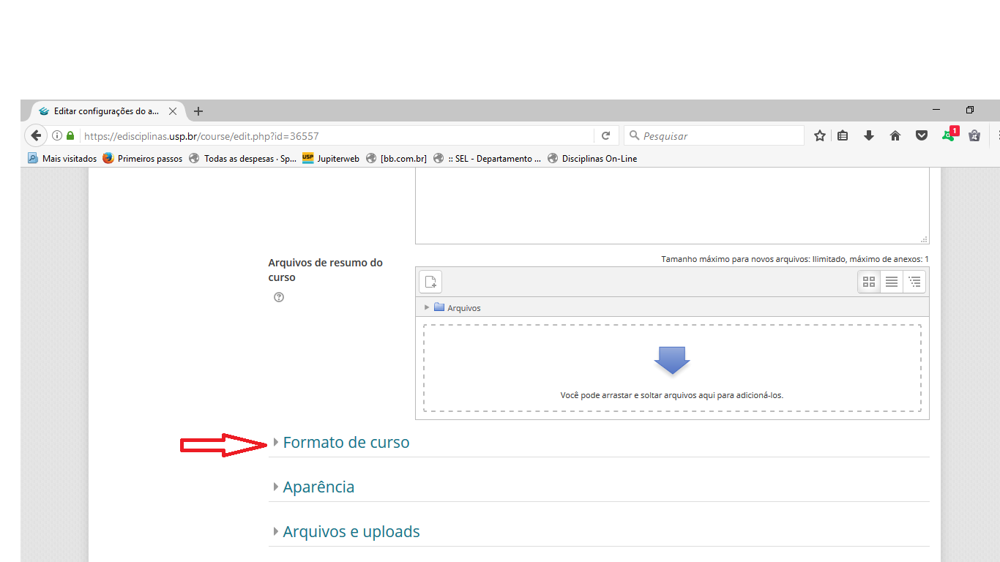 Editar configurações do a...
https://edisciplinas.usp.br/course/edit.php?id=36557
Pesquisar
1
Mais visitados
Primeiros passos
Todas as despesas · Sp...
USP
Jupiterweb
[bb.com.br]
:: SEL - Departamento ...
Disciplinas On-Line
Arquivos de resumo do
curso
Tamanho máximo para novos arquivos: Ilimitado, máximo de anexos: 1
Arquivos
Você pode arrastar e soltar arquivos aqui para adicioná-los.
Formato de curso
Aparência
Arquivos e uploads